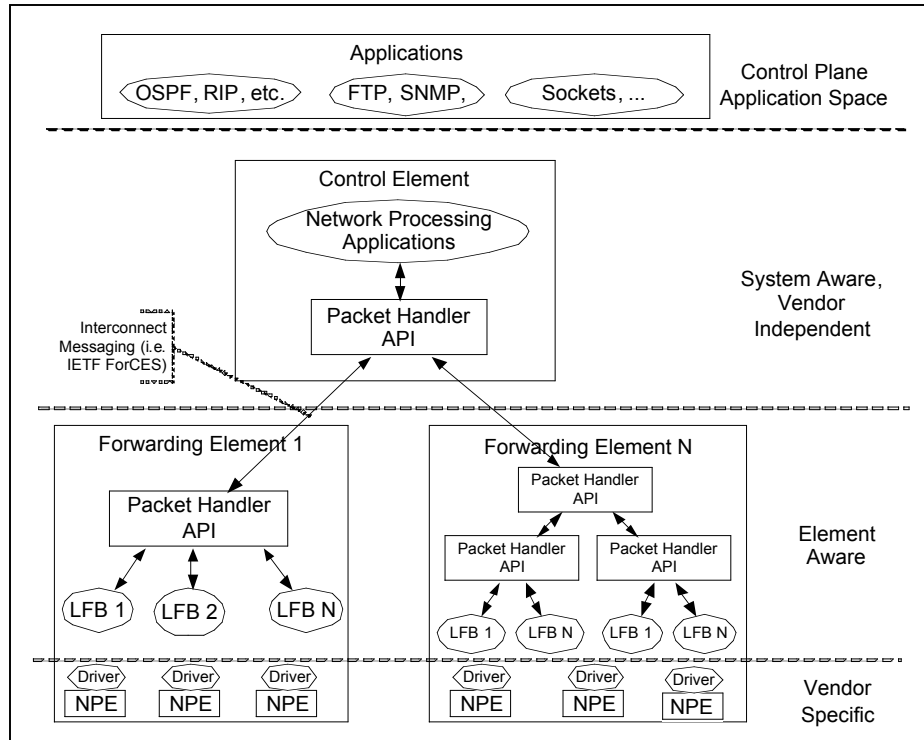 Applications
OSPF, RIP, etc.
FTP, SNMP,
Sockets, ...
Control Plane
Application Space
Control Element
Network Processing
Applications
Packet Handler
API
System Aware,
Vendor
Independent
Interconnect
Messaging (i.e.
IETF ForCES)
Forwarding Element 1
Packet Handler
API
LFB 1
LFB 2
LFB N
Forwarding Element N
Packet Handler
API
Packet Handler
API
Packet Handler
API
LFB 1
LFB N
LFB 1
LFB N
Element
Aware
Driver
NPE
Driver
NPE
Driver
NPE
Driver
NPE
Driver
NPE
Driver
NPE
Vendor
Specific